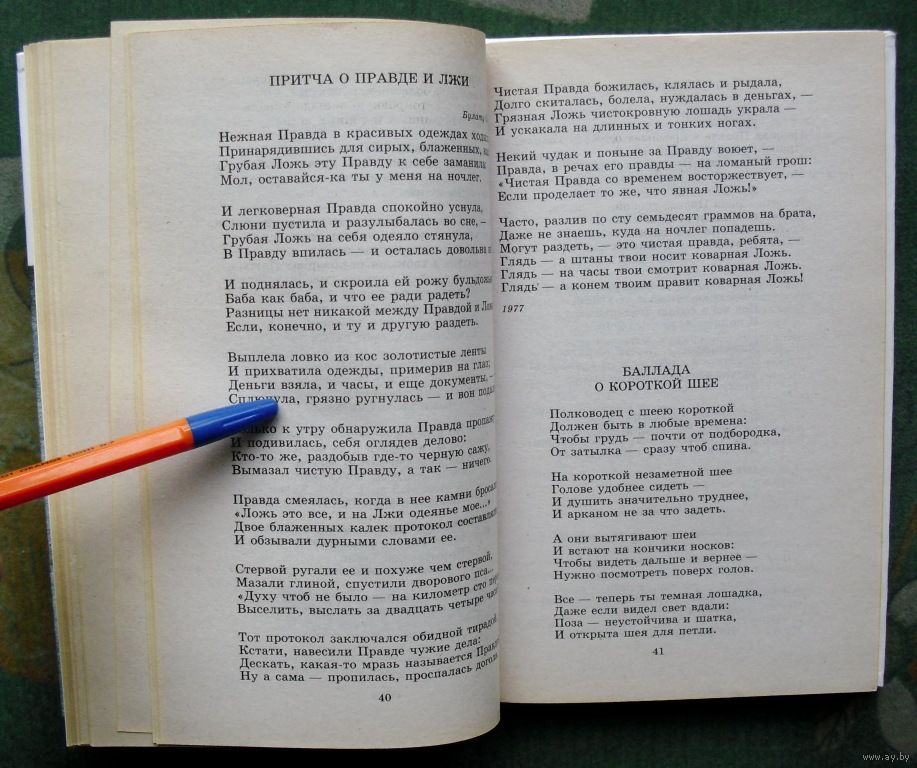 ПРИТЧА О ПРАВДЕ И ЛЖИ
Булату
Нежная Правда в красивых одеждах
Принарядившись для сирых, блаженных,
Грубая Ложь эту Правду к себе заманила:
Мол, оставайся-ка ты у меня на ночлег.
И легковерная Правда спокойно уснула,
Слюни пустила и разулыбалась во сне, —
Грубая Ложь на себя одеяло стянула,
В Правду впилась — и осталась довольна
И поднялась, и скроила ей рожу
Баба как баба, и что ее ради радеть?
Разницы нет никакой между Правдой и
Если, конечно, и ту и другую раздеть.
Выплела ловко из кос золотистые ленты
И прихватила одежды, примерив на глаз;
Деньги взяла, и часы, и еще документы, —
Сплюнула, грязно ругнулась — и вон
к утру обнаружила Правда
И подивилась, себя оглядев делово:
Кто-то же, раздобыв где-то черную сажу,
Вымазал чистую Правду, а так — ничего.
Правда смеялась, когда в нее камни
«Ложь это все, и на Лжи одеянье мое...»
Двое блаженных калек протокол
И обзывали дурными словами ее.
Стервой ругали ее и похуже чем стервой,
Мазали глиной, спустили дворового пса...
«Духу чтоб не было — на километр сто
Выселить, выслать за двадцать четыре
Тот протокол заключался обидной тирадой,
Кстати, навесили Правде чужие дела:
Дескать, какая-то мразь называется
Ну а сама — пропилась, проспалась
40
Чистая Правда божилась, клялась и рыдала,
Долго скиталась, болела, нуждалась в деньгах, —
Грязная Ложь чистокровную лошадь украла —
И ускакала на длинных и тонких ногах.
Некий чудак и поныне за Правду воюет, —
Правда, в речах его правды — на ломаный грош:
«Чистая Правда со временем восторжествует, —
Если проделает то же, что явная Ложь!»
Часто, разлив по сту семьдесят граммов на брата,
Даже не знаешь, куда на ночлег попадешь.
Могут раздеть, — это чистая правда, ребята, —
Глядь — а штаны твои носит коварная Ложь.
Глядь — на часы твои смотрит коварная Ложь.
Глядь — а конем твоим правит коварная Ложь!
1977
БАЛЛАДА
О КОРОТКОЙ ШЕЕ
Полководец с шеею короткой
Должен быть в любые времена:
Чтобы грудь — почти от подбородка,
От затылка — сразу чтоб спина.
На короткой незаметной шее
Голове удобнее сидеть —
И душить значительно труднее,
И арканом не за что задеть.
А они вытягивают шеи
И встают на кончики носков:
Чтобы видеть дальше и вернее —
Нужно посмотреть поверх голов.
Все — теперь ты темная лошадка,
Даже если видел свет вдали:
Поза — неустойчива и шатка,
И открыта шея для петли.
41
www.ay.by